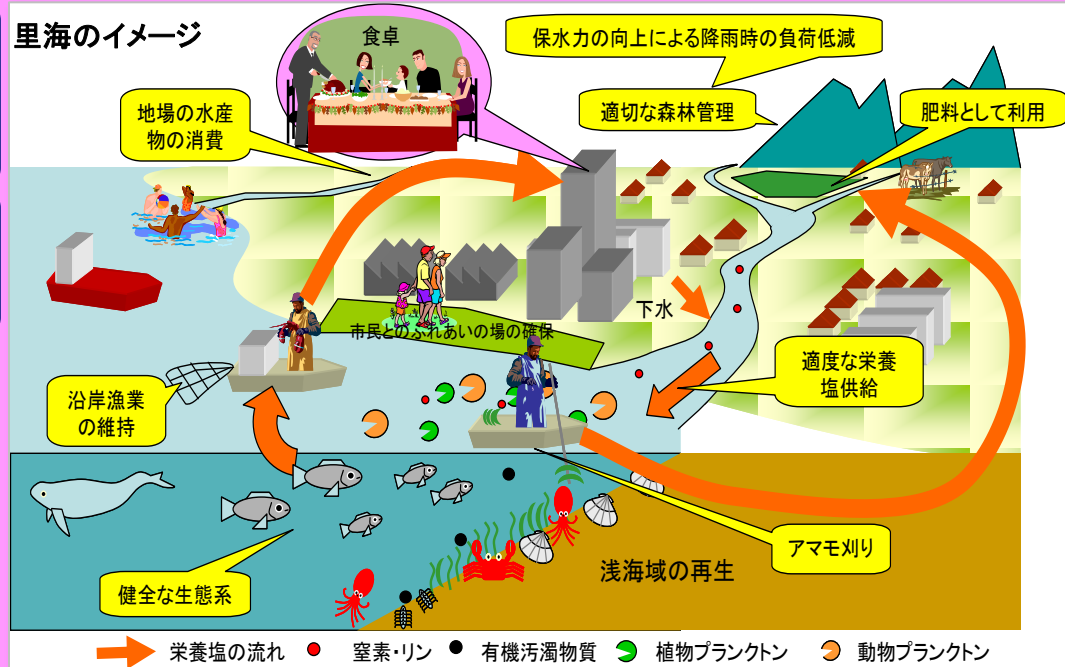 里海のイメージ
食卓
保水力の向上による降雨時の負荷低減
地場の水産
物の消費
適切な森林管理
肥料として利用
市民とのふれあいの場の確保
下水
適度な栄養
塩供給
沿岸漁業
の維持
アマモ刈り
浅海域の再生
健全な生態系
栄養塩の流れ
窒素・リン
有機汚濁物質
植物プランクトン
動物プランクトン